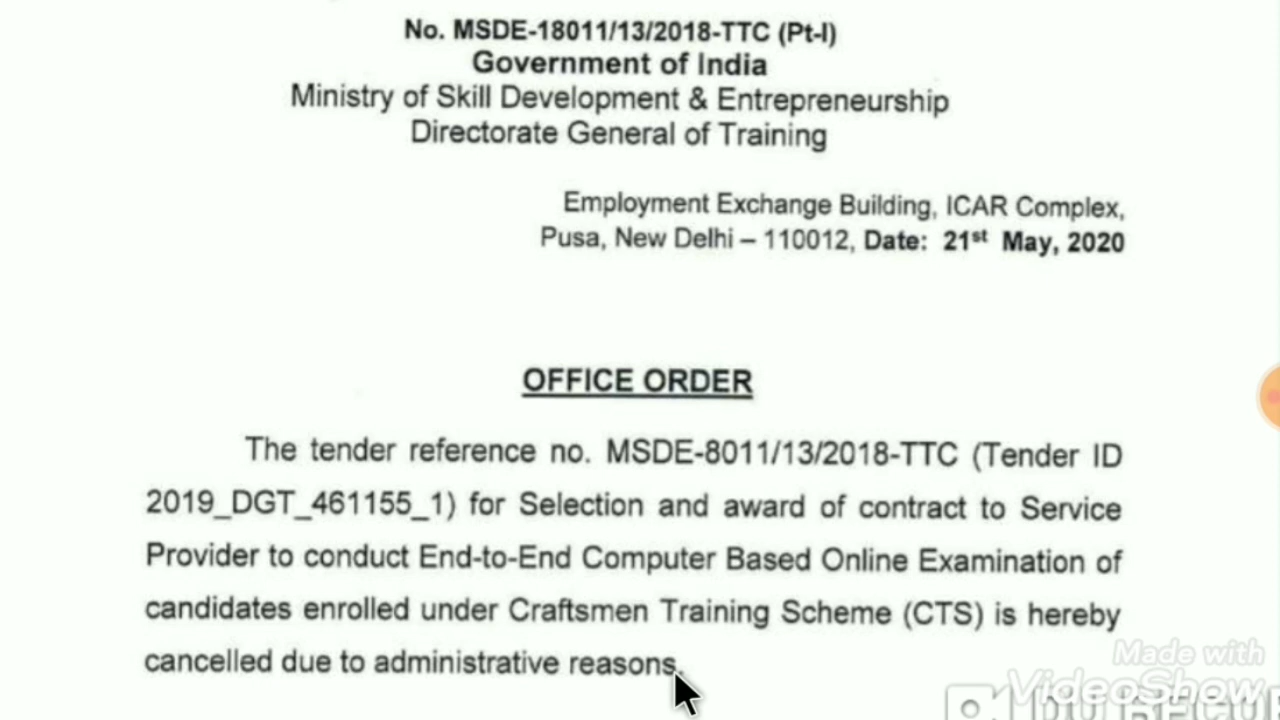 No. MSDE-18011/13/2018-TTC (Pt-I)
Government of India
Ministry of Skill Development & Entrepreneurship
Directorate General of Training
Employment Exchange Building, ICAR Complex,
Pusa, New Delhi – 110012, Date: 21st May, 2020
OFFICE ORDER
The tender reference no. MSDE-8011/13/2018-TTC (Tender ID
2019_DGT_461155_1) for Selection and award of contract to Service
Provider to conduct End-to-End Computer Based Online Examination of
candidates enrolled under Craftsmen Training Scheme (CTS) is hereby
cancelled due to administrative reasons.
Made with
VideoShow